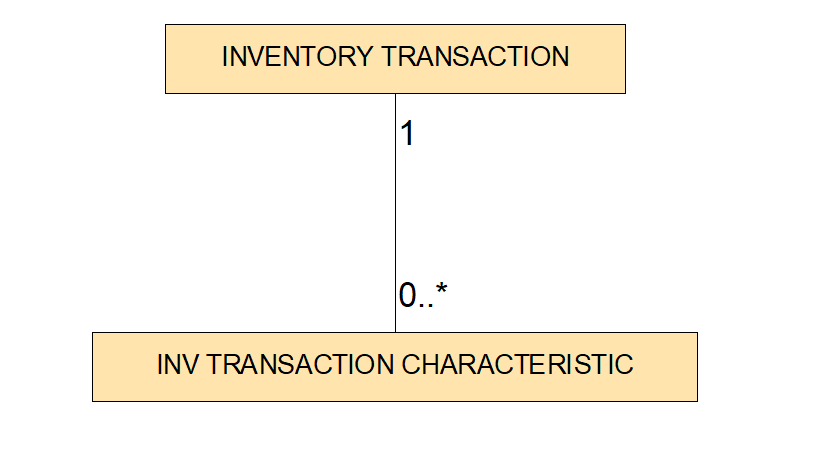 INVENTORY TRANSACTION
1
0..*
INV TRANSACTION CHARACTERISTIC